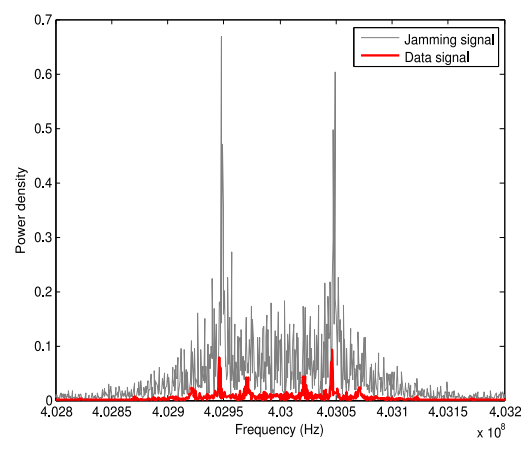 0.7
0.6
0.5
0.4
0.3
0.2
0.1
0
Power density
Jamming signal
Data signal
4.028 4.0285 4.029 4.0295 4.03 4.0305 4.031 4.0315 4.032
Frequency (Hz)
x 10^8